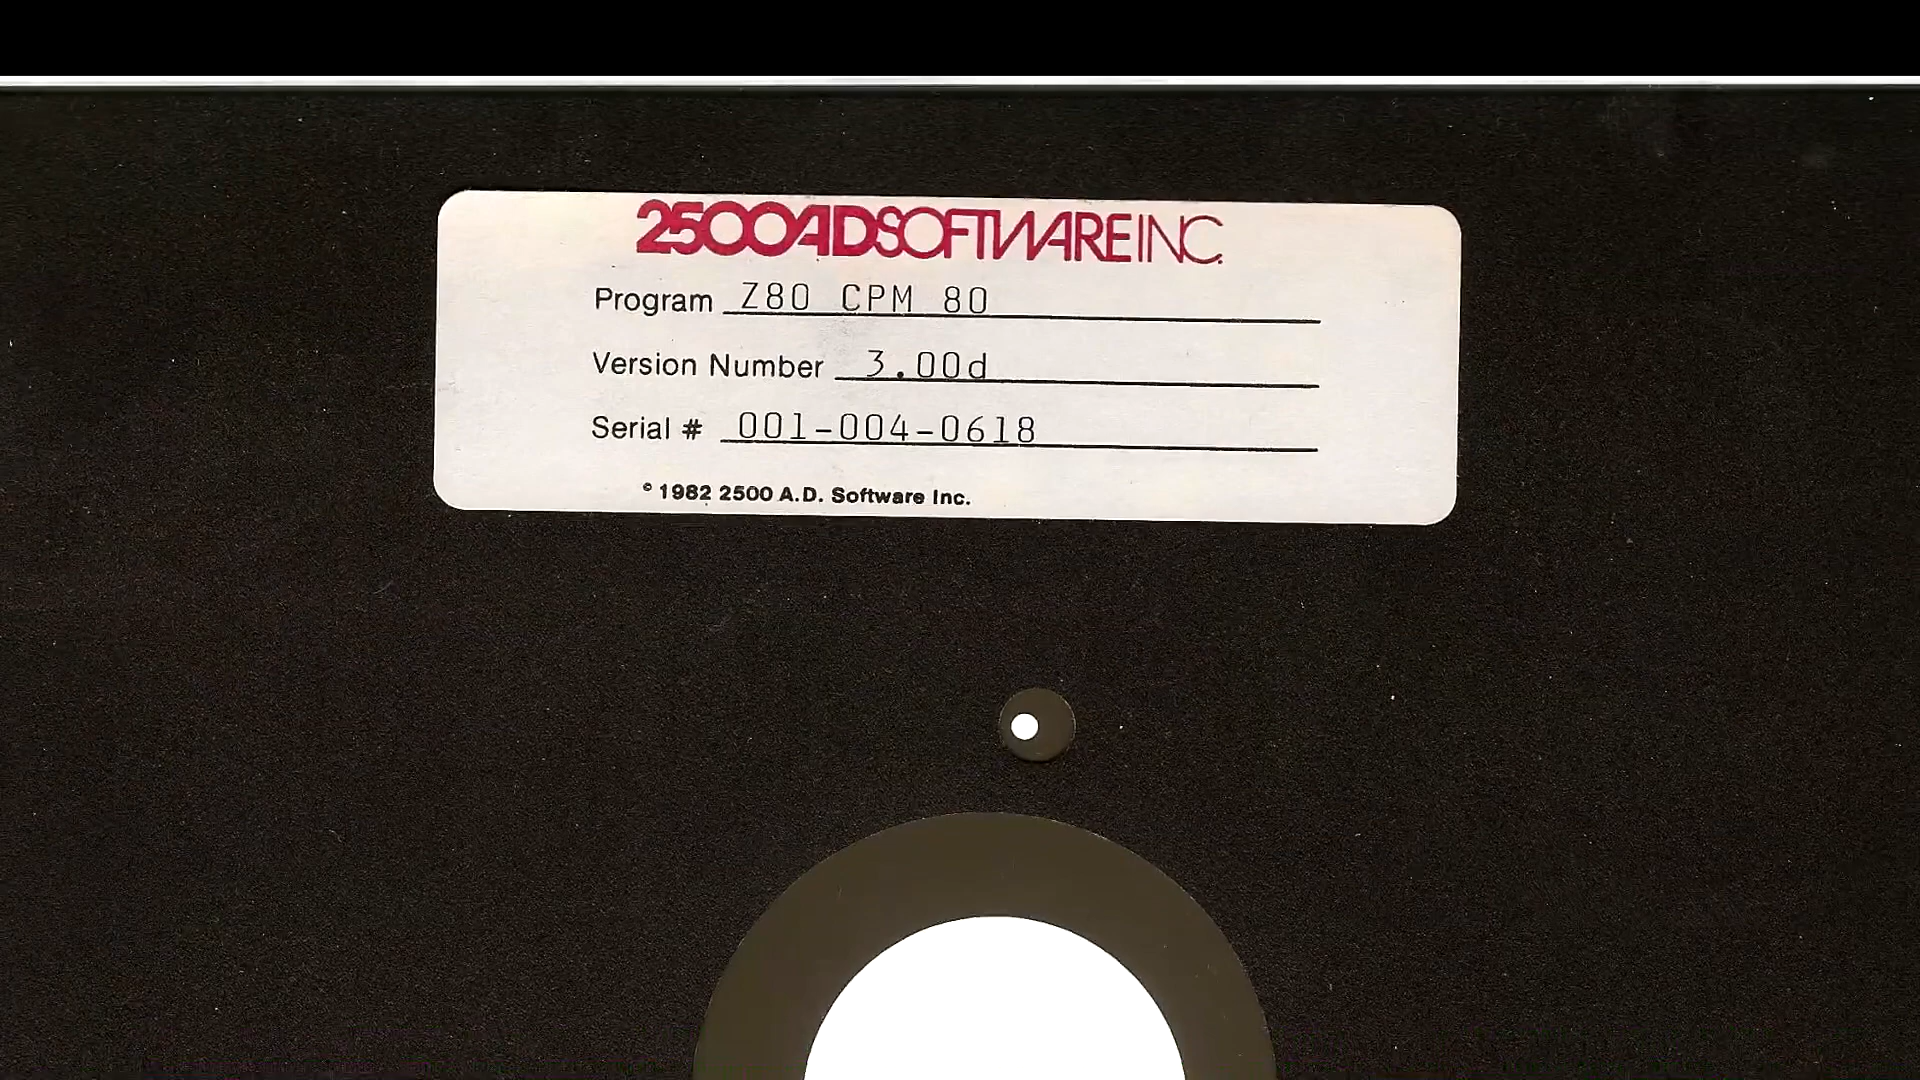 2500ADSOFTWAREINC.
Program Z80 CPM 80
Version Number 3.00d
Serial # 001-004-0618
© 1982 2500 A.D. Software Inc.